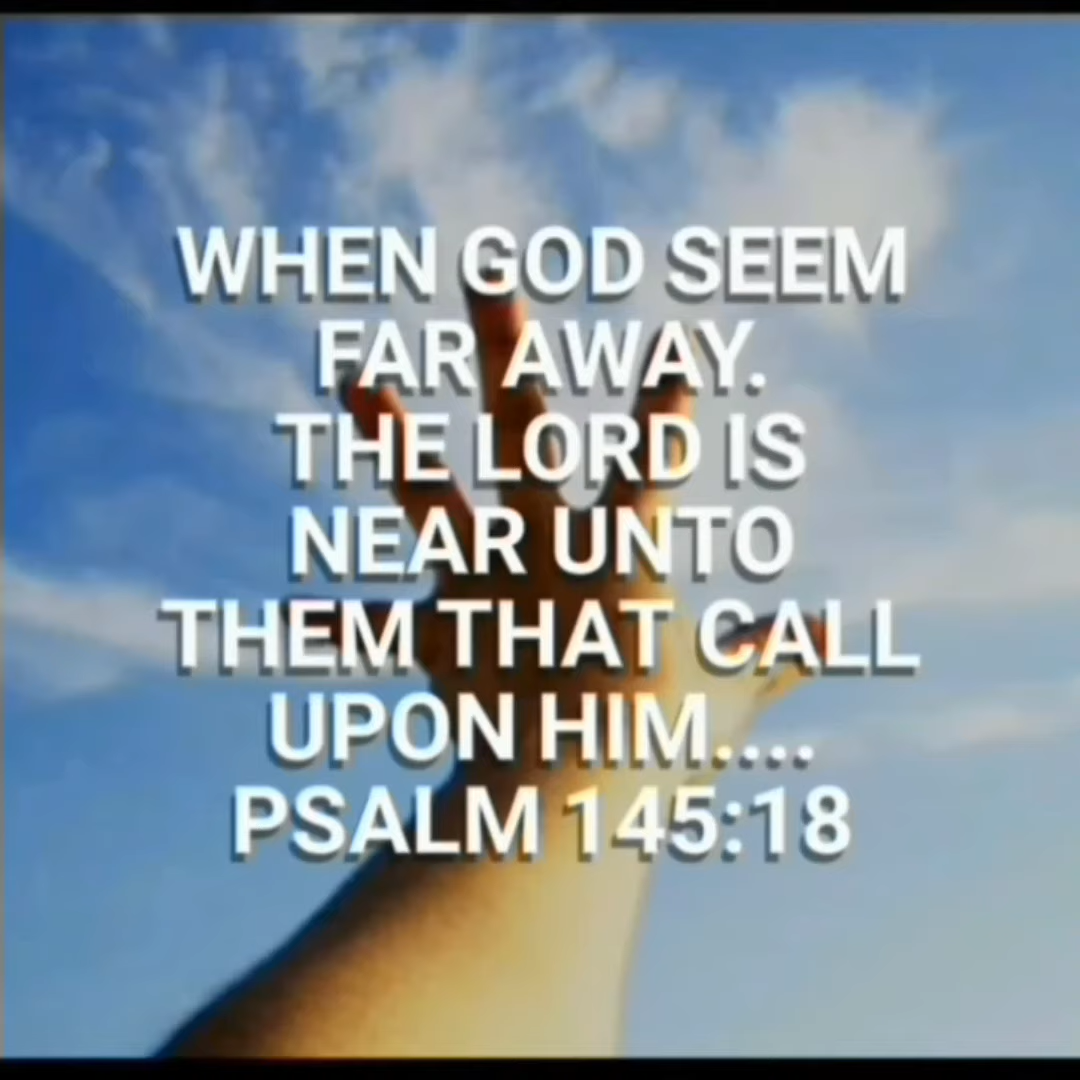 WHEN GOD SEEM
FAR AWAY.
THE LORD IS
NEAR UNTO
THEM THAT CALL
UPON HIM....
PSALM 145:18